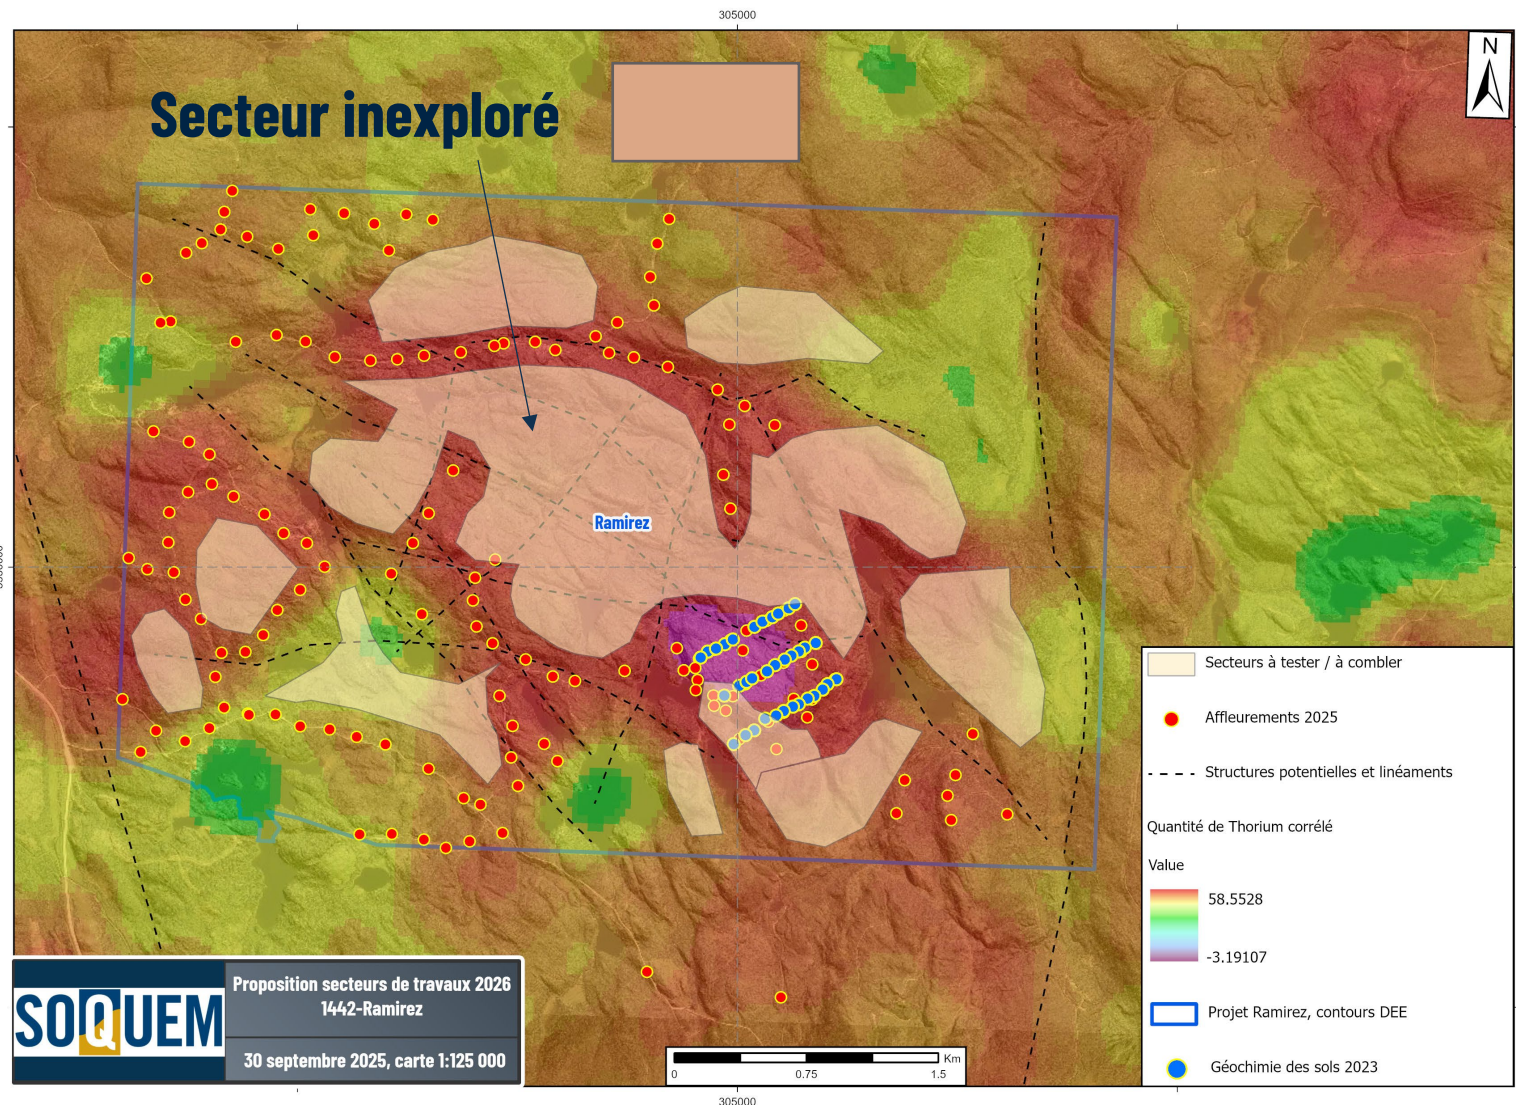 305000
N
Secteur inexploré
Ramirez
Secteurs à tester / à combler
Affleurements 2025
Structures potentielles et linéaments
Quantité de Thorium corrélé
Value
58.5528
-3.19107
Projet Ramirez, contours DEE
Géochimie des sols 2023
SOQUEM
Proposition secteurs de travaux 2026
1442-Ramirez
30 septembre 2025, carte 1:125 000
Km
0 0.75 1.5
305000